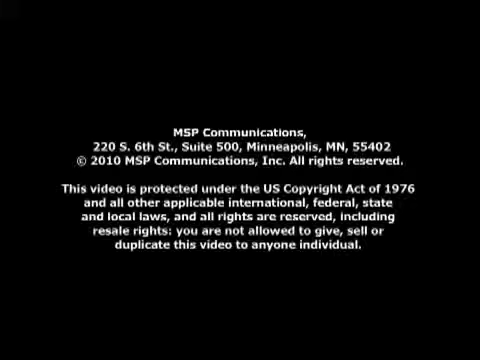 MSP Communications,
220 S. 6th St., Suite 500, Minneapolis, MN, 55402
© 2010 MSP Communications, Inc. All rights reserved.
This video is protected under the US Copyright Act of 1976
and all other applicable international, federal, state
and local laws, and all rights are reserved, including
resale rights: you are not allowed to give, sell or
duplicate this video to anyone individual.